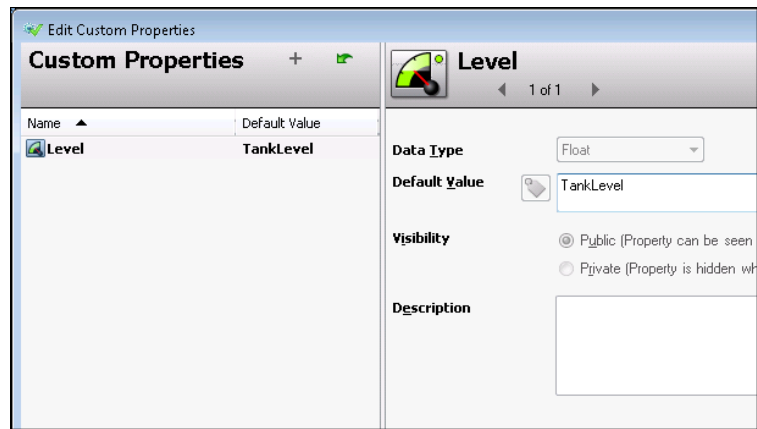 Edit Custom Properties
Custom Properties
Level
1 of 1
Name Default Value
Level TankLevel
Data Type Float
Default Value TankLevel
Visibility Public (Property can be seen
Private (Property is hidden wh
Description